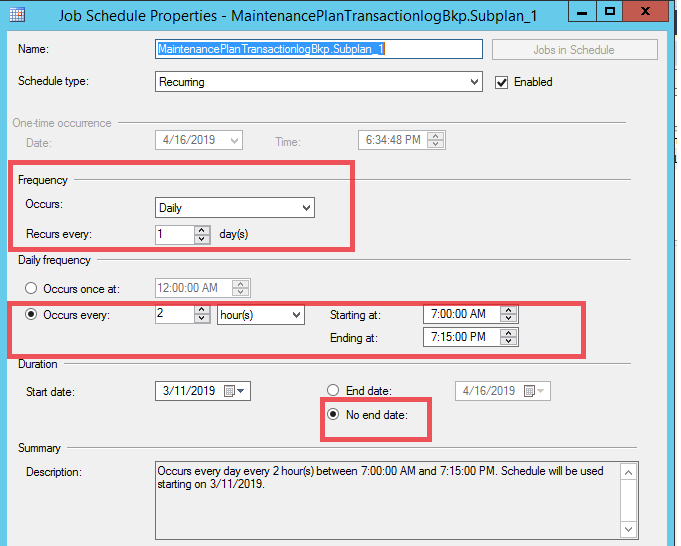 Job Schedule Properties - MaintenancePlanTransactionlogBkp.Subplan_1
Name: MaintenancePlanTransactionlogBkp.Subplan_1 Jobs in Schedule
Schedule type: Recurring Enabled
One-time occurrence
Date: 4/16/2019 Time: 6:34:48 PM
Frequency
Occurs: Daily
Recurs every: 1 day(s)
Daily frequency
Occurs once at: 12:00:00 AM
Occurs every: 2 hour(s) Starting at: 7:00:00 AM
Ending at: 7:15:00 PM
Duration
Start date: 3/11/2019 End date: 4/16/2019
No end date:
Summary
Description: Occurs every day every 2 hour(s) between 7:00:00 AM and 7:15:00 PM. Schedule will be used
starting on 3/11/2019.